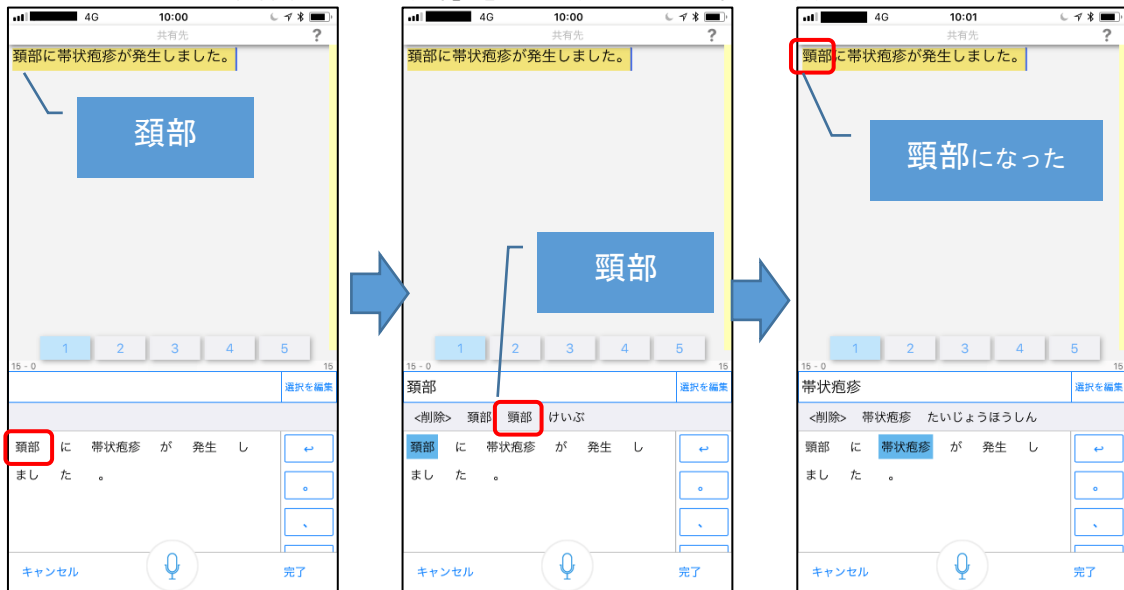 4G 10:00
共有先 ?
頚部に帯状疱疹が発生しました。
頚部
1 2 3 4 5
15 - 0 15
選択を編集
頚部 に 帯状疱疹 が 発生 し
まし た 。
↩
。
、
キャンセル 完了
4G 10:00
共有先 ?
頚部に帯状疱疹が発生しました。
頸部
1 2 3 4 5
15 - 0 15
頚部 選択を編集
<削除> 頚部 頸部 けいぶ
頚部 に 帯状疱疹 が 発生 し
まし た 。
↩
。
、
キャンセル 完了
4G 10:01
共有先 ?
頸部に帯状疱疹が発生しました。
頸部になった
1 2 3 4 5
15 - 0 15
帯状疱疹 選択を編集
<削除> 帯状疱疹 たいじょうほうしん
頸部 に 帯状疱疹 が 発生 し
まし た 。
↩
。
、
キャンセル 完了